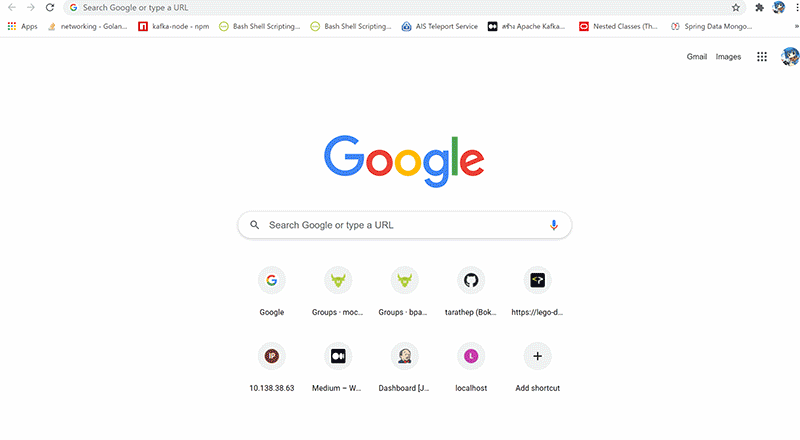 Search Google or type a URL
Apps networking - Golan... kafka-node - npm Bash Shell Scripting... Bash Shell Scripting... AIS Teleport Service สร้าง Apache Kafka... Nested Classes (Th... Spring Data Mongo... »
Gmail Images
Google
Search Google or type a URL
Google Groups · moc... Groups · bpa... tarathep (Bok... https://lego-d...
IP L
10.138.38.63 Medium – W... Dashboard [J... localhost Add shortcut